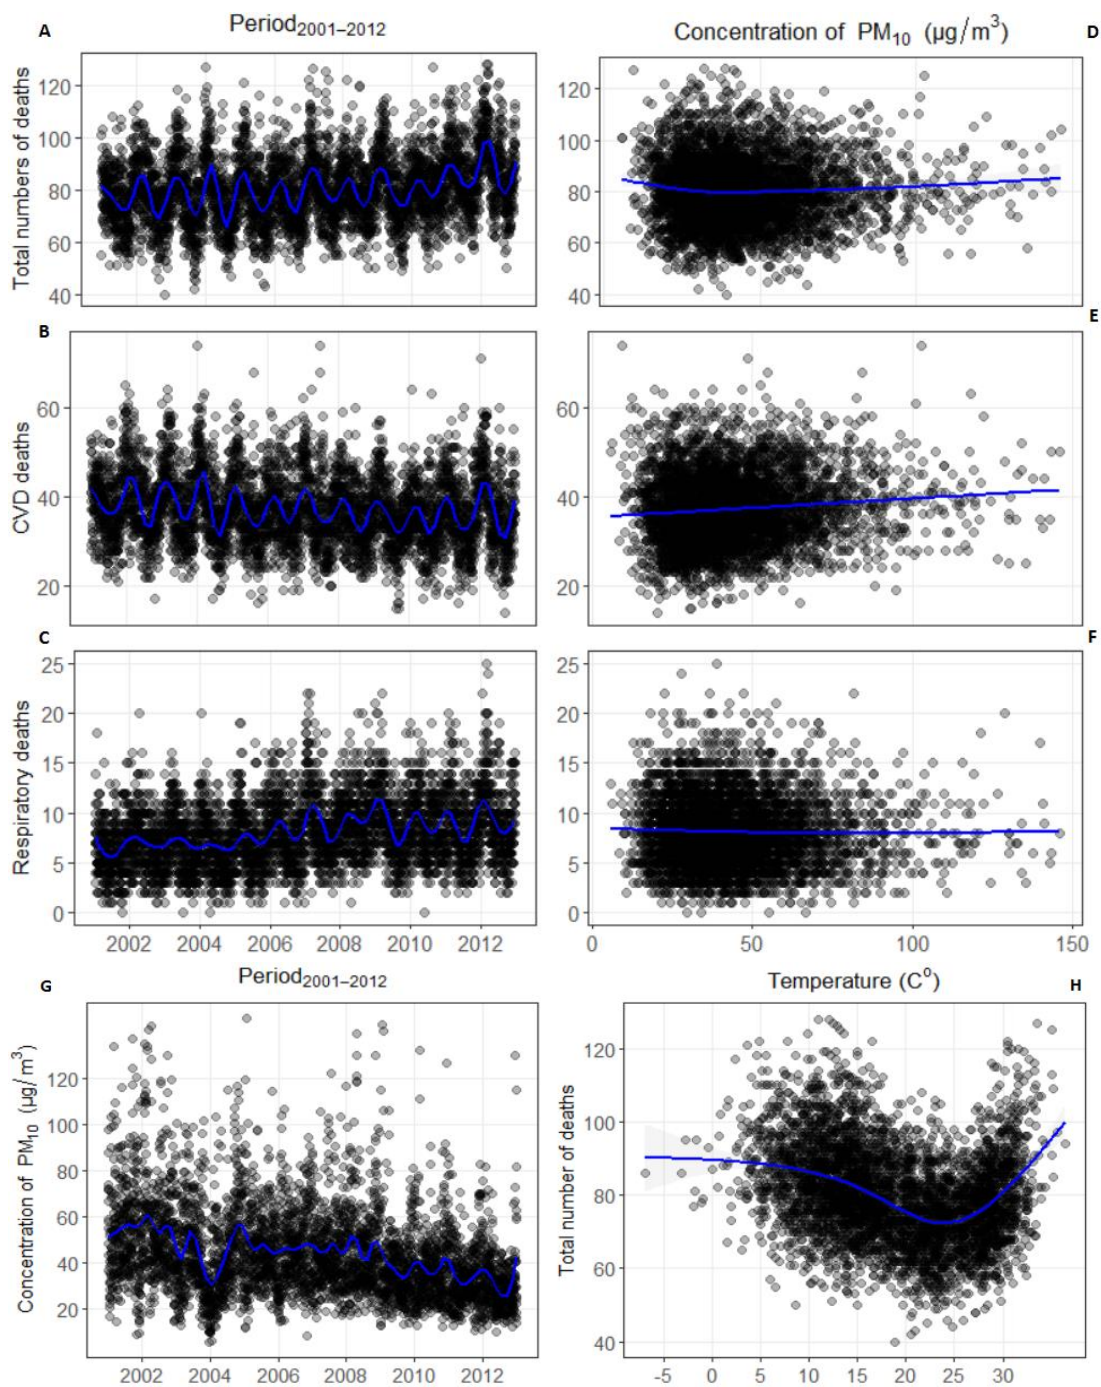 A
Period2001–2012
Concentration of PM10 (µg/m3)
D
Total numbers of deaths
120
100
80
60
40
120
100
80
60
40
B
E
CVD deaths
60
40
20
60
40
20
C
F
Respiratory deaths
25
20
15
10
5
0
25
20
15
10
5
0
2002 2004 2006 2008 2010 2012
0 50 100 150
G
Period2001–2012
Temperature (Co)
H
Concentration of PM10 (µg/m3)
120
100
80
60
40
20
2002 2004 2006 2008 2010 2012
Total number of deaths
120
100
80
60
40
-5 0 5 10 15 20 25 30